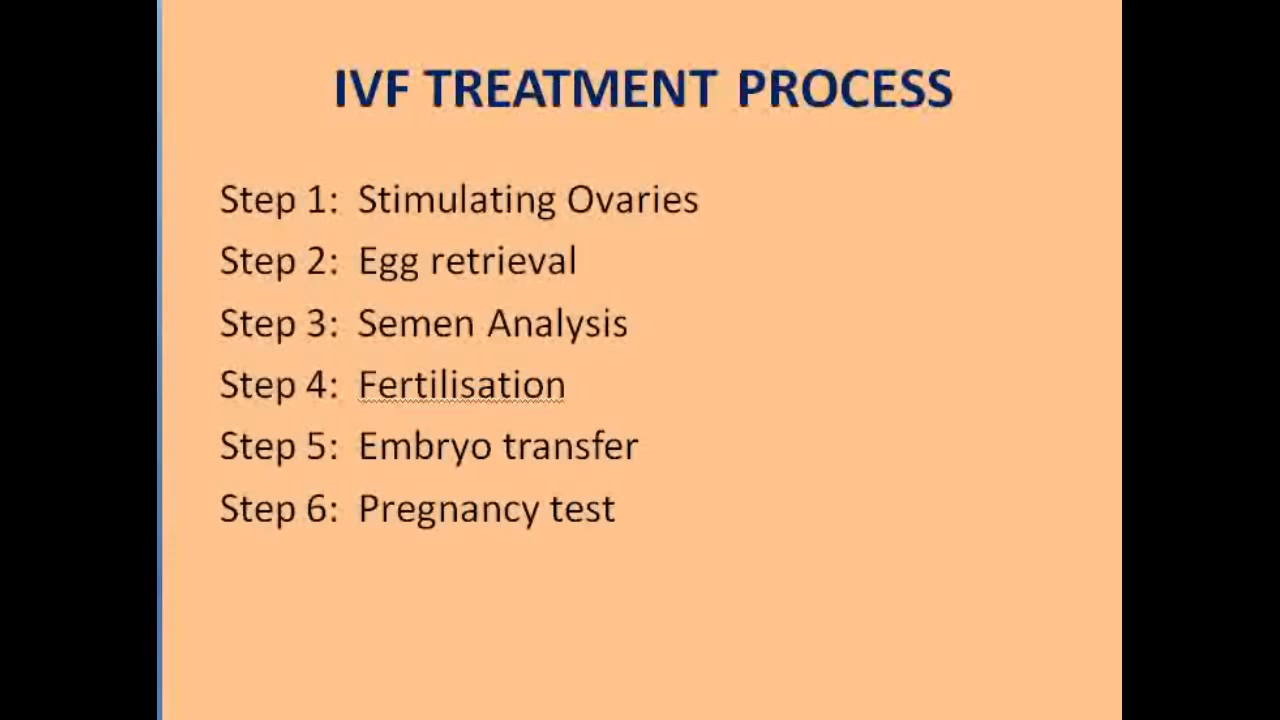 IVF TREATMENT PROCESS
Step 1: Stimulating Ovaries
Step 2: Egg retrieval
Step 3: Semen Analysis
Step 4: Fertilisation
Step 5: Embryo transfer
Step 6: Pregnancy test